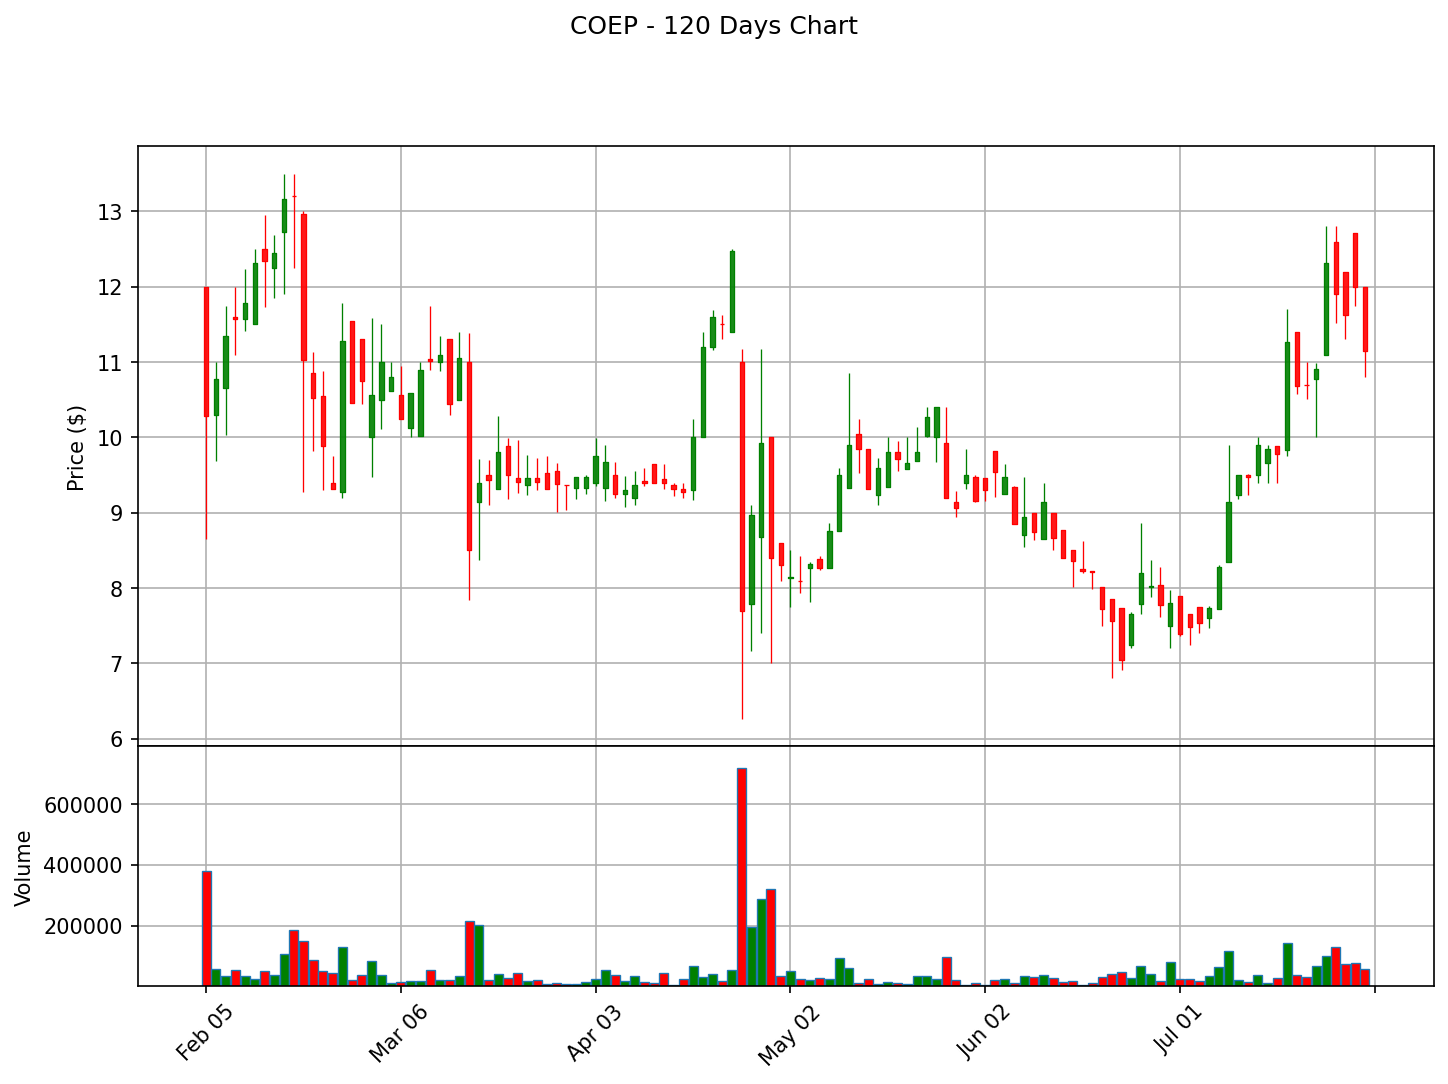 COEP - 120 Days Chart
Price ($)
13
12
11
10
9
8
7
6
Volume
600000
400000
200000
Feb 05
Mar 06
Apr 03
May 02
Jun 02
Jul 01